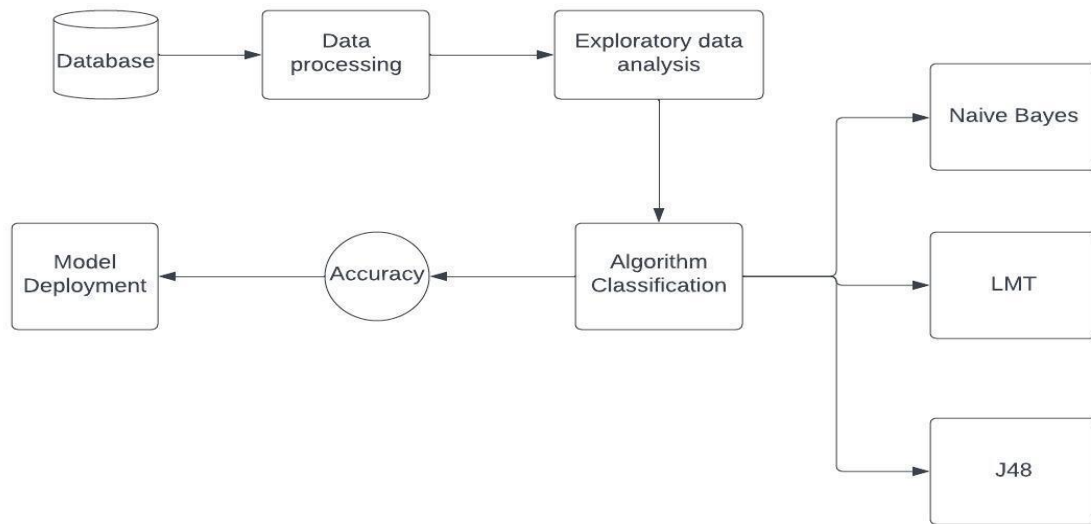 Database
Data
processing
Exploratory data
analysis
Naive Bayes
Model
Deployment
Accuracy
Algorithm
Classification
LMT
J48